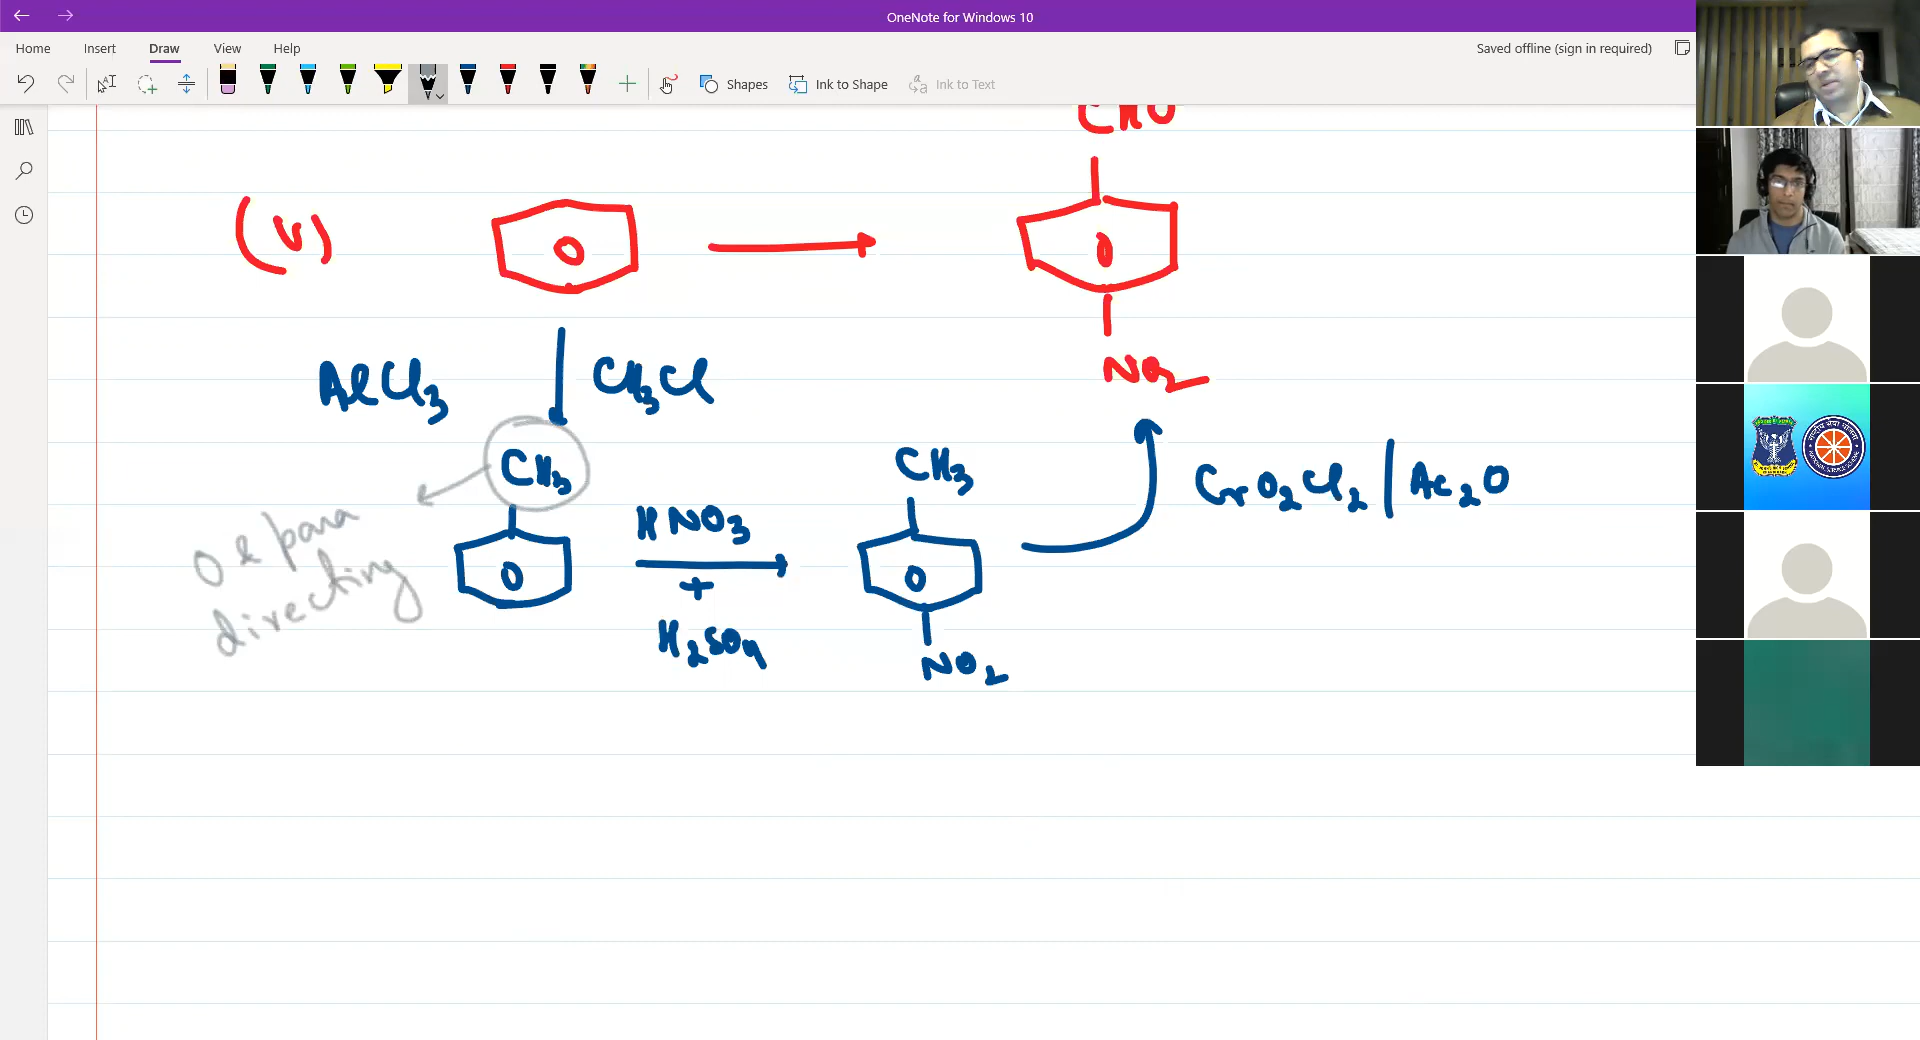 OneNote for Windows 10
Home Insert Draw View Help
Saved offline (sign in required)
Shapes Ink to Shape Ink to Text
CHO
(v) O O
NO2
AlCl3 CH3Cl
CH3 CH3
CrO2Cl2 | Ac2O
O & para
directing
HNO3
+
H2SO4
O O
NO2